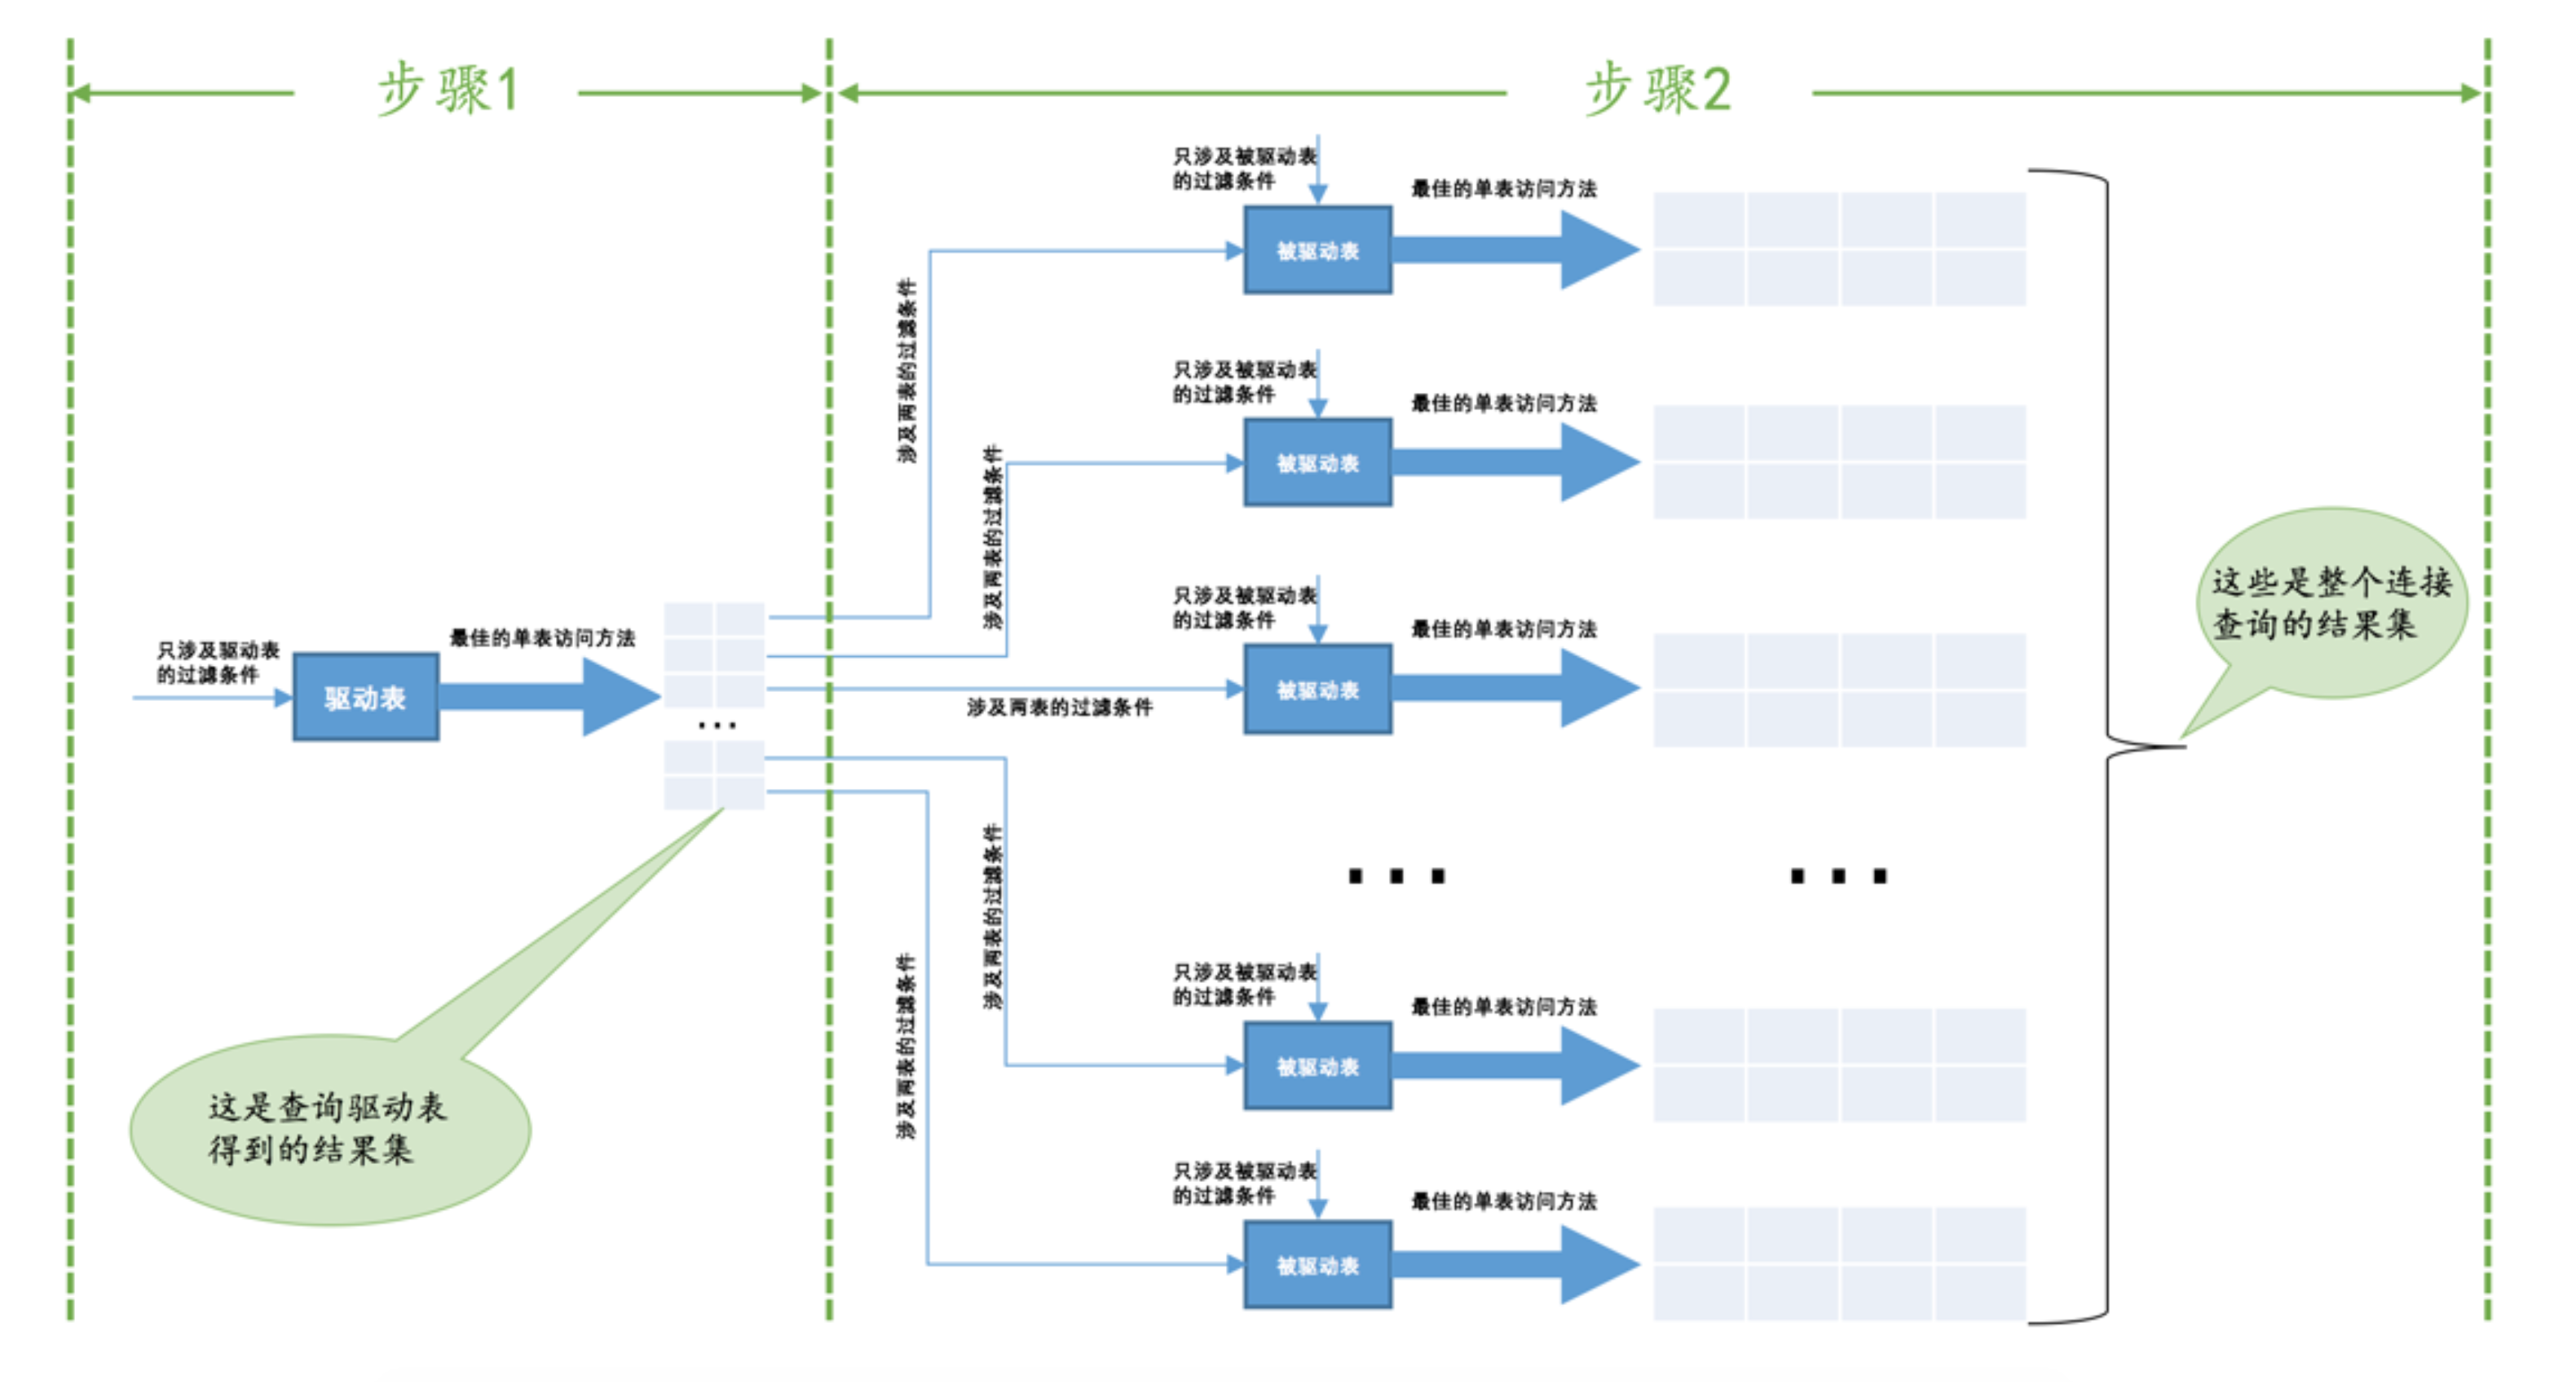 步骤1
步骤2
只涉及驱动表
的过滤条件
驱动表
最佳的单表访问方法
...
这是查询驱动表
得到的结果集
涉及两表的过滤条件
涉及两表的过滤条件
涉及两表的过滤条件
涉及两表的过滤条件
涉及两表的过滤条件
只涉及被驱动表
的过滤条件
被驱动表
最佳的单表访问方法
只涉及被驱动表
的过滤条件
被驱动表
最佳的单表访问方法
只涉及被驱动表
的过滤条件
被驱动表
最佳的单表访问方法
...
...
只涉及被驱动表
的过滤条件
被驱动表
最佳的单表访问方法
只涉及被驱动表
的过滤条件
被驱动表
最佳的单表访问方法
这些是整个连接
查询的结果集